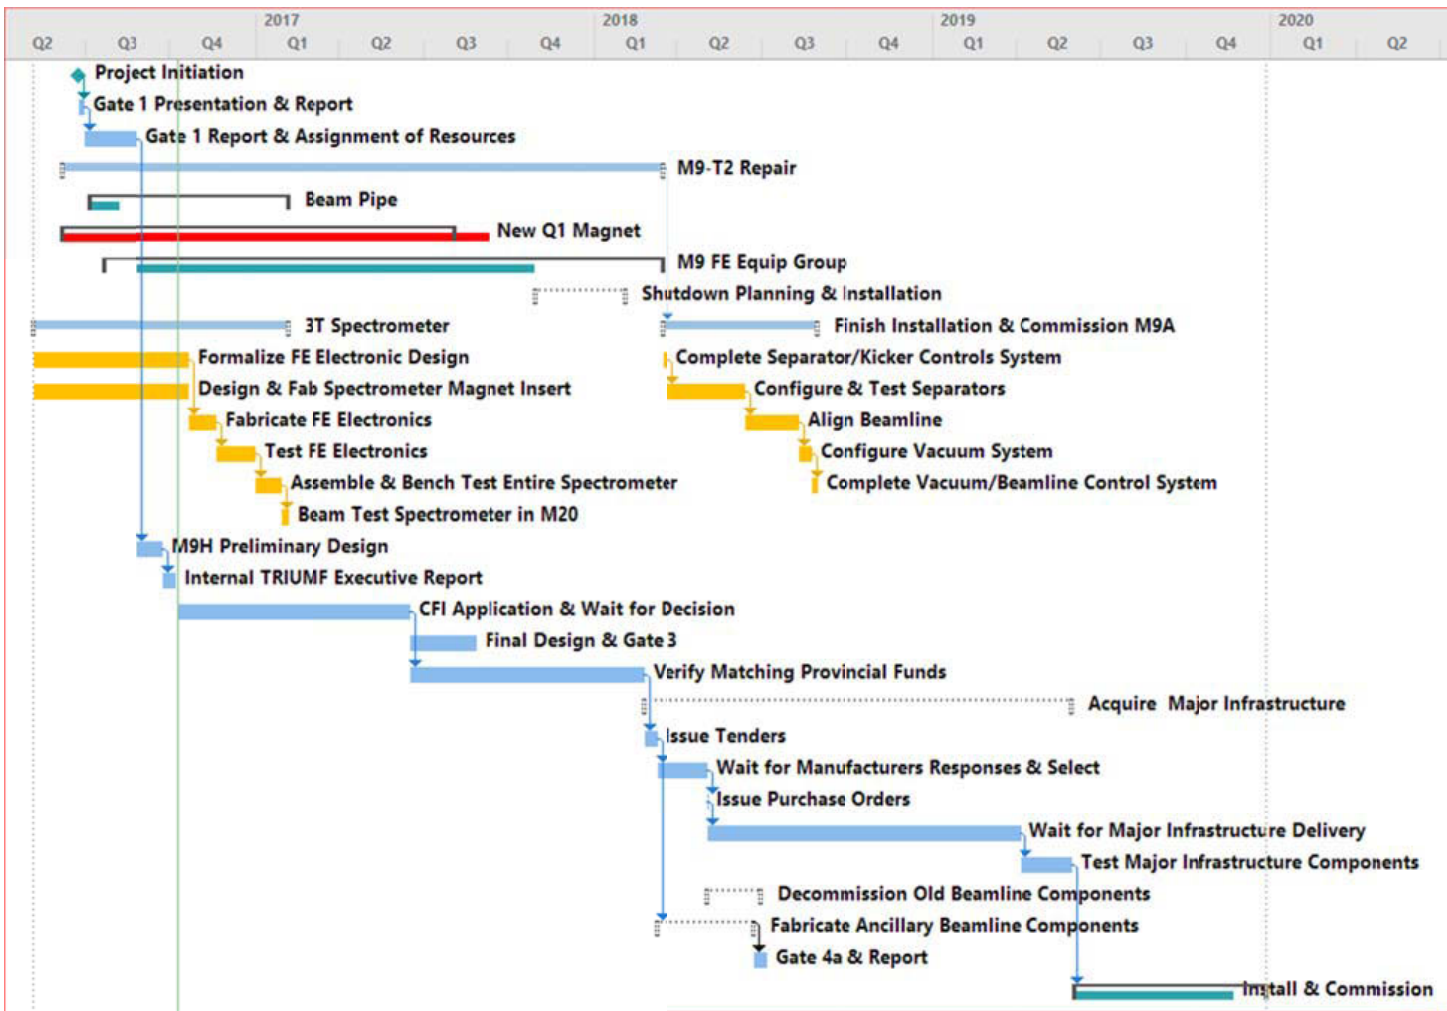 2017 2018 2019 2020
Q2 Q3 Q4 Q1 Q2 Q3 Q4 Q1 Q2 Q3 Q4 Q1 Q2 Q3 Q4 Q1 Q2
Project Initiation
Gate 1 Presentation & Report
Gate 1 Report & Assignment of Resources
M9-T2 Repair
Beam Pipe
New Q1 Magnet
M9 FE Equip Group
Shutdown Planning & Installation
3T Spectrometer Finish Installation & Commission M9A
Formalize FE Electronic Design Complete Separator/Kicker Controls System
Design & Fab Spectrometer Magnet Insert Configure & Test Separators
Fabricate FE Electronics Align Beamline
Test FE Electronics Configure Vacuum System
Assemble & Bench Test Entire Spectrometer Complete Vacuum/Beamline Control System
Beam Test Spectrometer in M20
M9H Preliminary Design
Internal TRIUMF Executive Report
CFI Application & Wait for Decision
Final Design & Gate 3
Verify Matching Provincial Funds
Acquire Major Infrastructure
Issue Tenders
Wait for Manufacturers Responses & Select
Issue Purchase Orders
Wait for Major Infrastructure Delivery
Test Major Infrastructure Components
Decommission Old Beamline Components
Fabricate Ancillary Beamline Components
Gate 4a & Report
Install & Commission